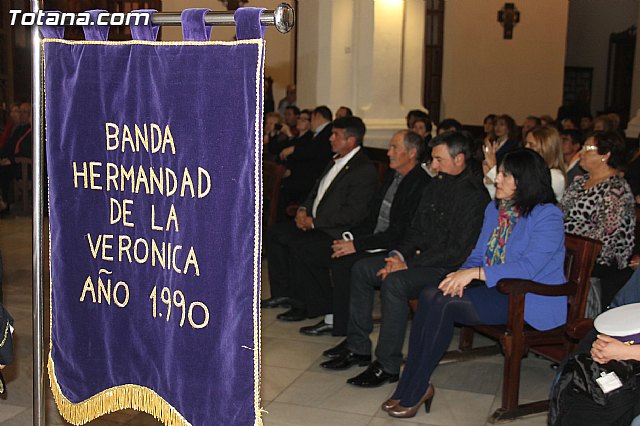 Totana.com
BANDA
HERMANDAD
DE LA
VERONICA
AÑO 1.990